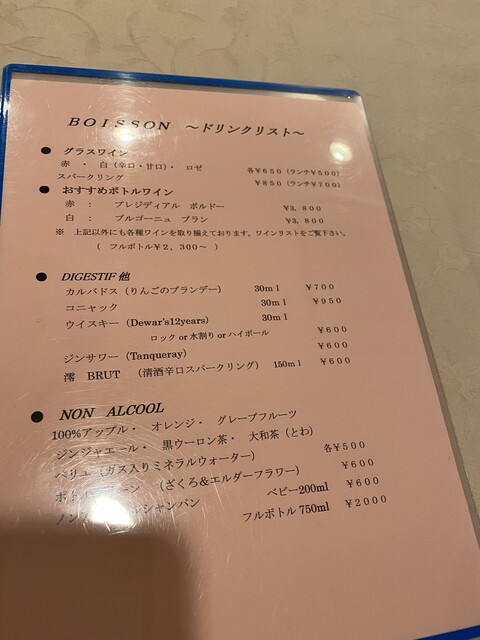 BOISSON ～ドリンクリスト～
● グラスワイン
赤 ・ 白（辛口・甘口）・ ロゼ 各￥650（ランチ￥500）
スパークリング ￥850（ランチ￥700）
● おすすめボトルワイン
赤 ： プレジディアル ボルドー ￥3,800
白 ： ブルゴーニュ ブラン ￥3,800
※ 上記以外にも各種ワインを取り揃えております。ワインリストをご覧下さい。
（ フルボトル￥2,300～ ）
● DIGESTIF 他
カルバドス（りんごのブランデー） 30ml ￥700
コニャック 30ml ￥950
ウイスキー（Dewar's12years） 30ml
ロック or 水割り or ハイボール ￥600
ジンサワー（Tanqueray） ￥600
澪 BRUT （清酒辛口スパークリング） 150ml ￥600
● NON ALCOOL
100%アップル・ オレンジ・ グレープフルーツ
ジンジャエール・ 黒ウーロン茶・ 大和茶（とわ） 各￥500
ペリエ（ガス入りミネラルウォーター） ￥600
（ざくろ＆エルダーフラワー） ￥600
シャンパン ベビー200ml
フルボトル 750ml ￥2000